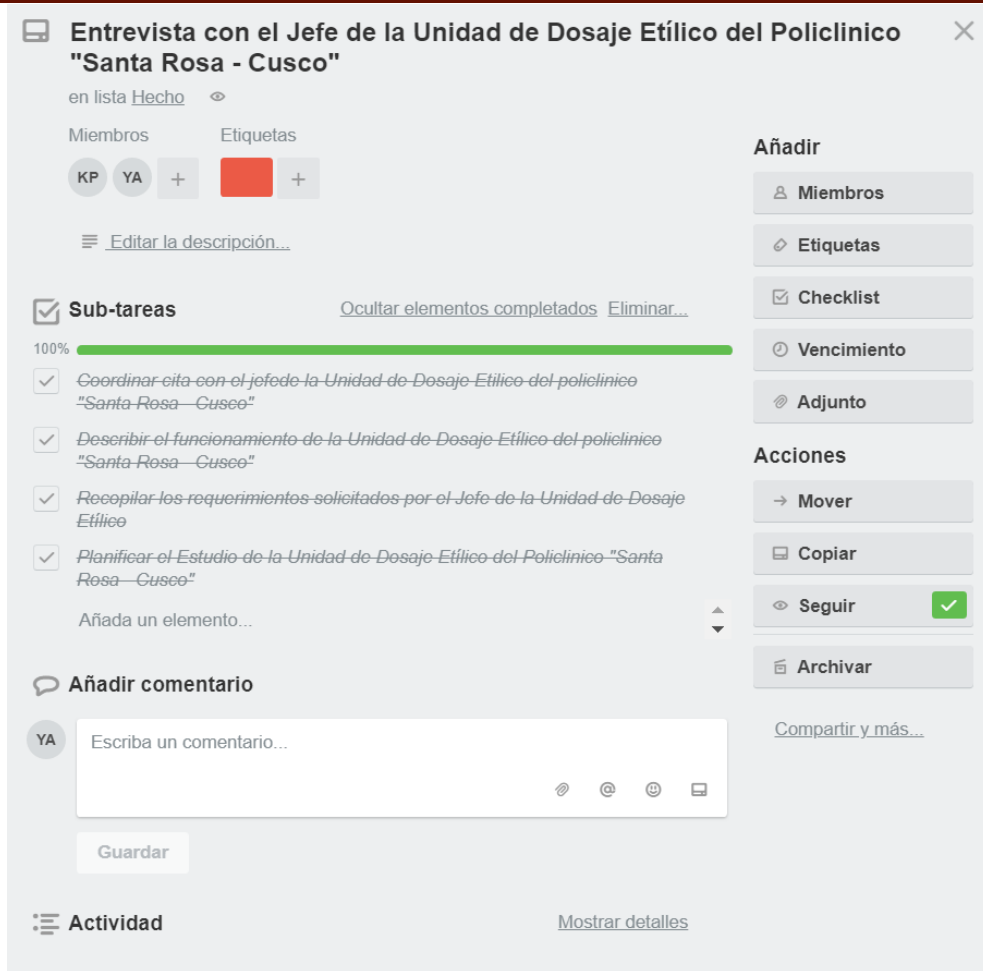 Entrevista con el Jefe de la Unidad de Dosaje Etílico del Policlinico
"Santa Rosa - Cusco"
en lista Hecho
Miembros
Etiquetas
KP YA +
+
Editar la descripción...
Sub-tareas
Ocultar elementos completados Eliminar...
100%
Coordinar cita con el jefede la Unidad de Dosaje Etilico del policlinico
"Santa Rosa - Cusco"
Describir el funcionamiento de la Unidad de Dosaje Etílico del policlinico
"Santa Rosa - Cusco"
Recopilar los requerimientos solicitados por el Jefe de la Unidad de Dosaje
Etílico
Planificar el Estudio de la Unidad de Dosaje Etílico del Policlinico "Santa
Rosa - Cusco"
Añada un elemento...
Añadir comentario
YA
Escriba un comentario...
@
Guardar
Actividad
Mostrar detalles
Añadir
Miembros
Etiquetas
Checklist
Vencimiento
Adjunto
Acciones
Mover
Copiar
Seguir
Archivar
Compartir y más...